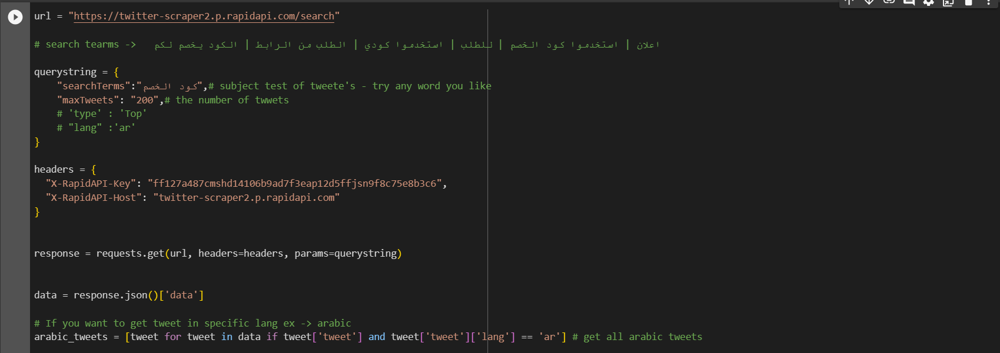 url = "https://twitter-scraper2.p.rapidapi.com/search"
# search tearms -> اعلان | استخدموا كود الخصم | للطلب | استخدموا كودي | الطلب من الرابط | الكود يخصم لكم
querystring = {
"searchTerms":"كود الخصم",# subject test of tweete's - try any word you like
"maxTweets": "200",# the number of twwets
# 'type' : 'Top'
# "lang" :'ar'
}
headers = {
"X-RapidAPI-Key": "ff127a487cmshd14106b9ad7f3eap12d5ffjsn9f8c75e8b3c6",
"X-RapidAPI-Host": "twitter-scraper2.p.rapidapi.com"
}
response = requests.get(url, headers=headers, params=querystring)
data = response.json()['data']
# If you want to get tweet in specific lang ex -> arabic
arabic_tweets = [tweet for tweet in data if tweet['tweet'] and tweet['tweet']['lang'] == 'ar'] # get all arabic tweets